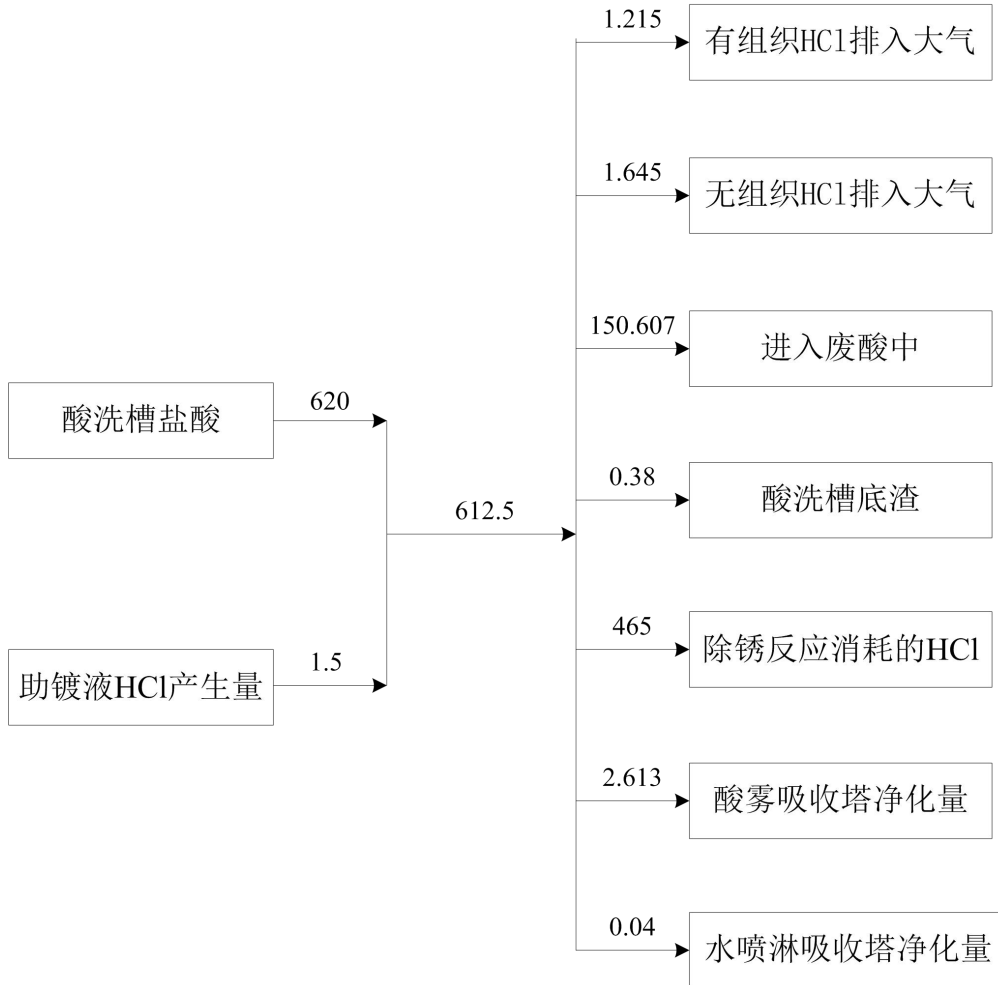 1.215
有组织HCl排入大气
1.645
无组织HCl排入大气
150.607
进入废酸中
酸洗槽盐酸
620
0.38
酸洗槽底渣
612.5
465
除锈反应消耗的HCl
助镀液HCl产生量
1.5
2.613
酸雾吸收塔净化量
0.04
水喷淋吸收塔净化量